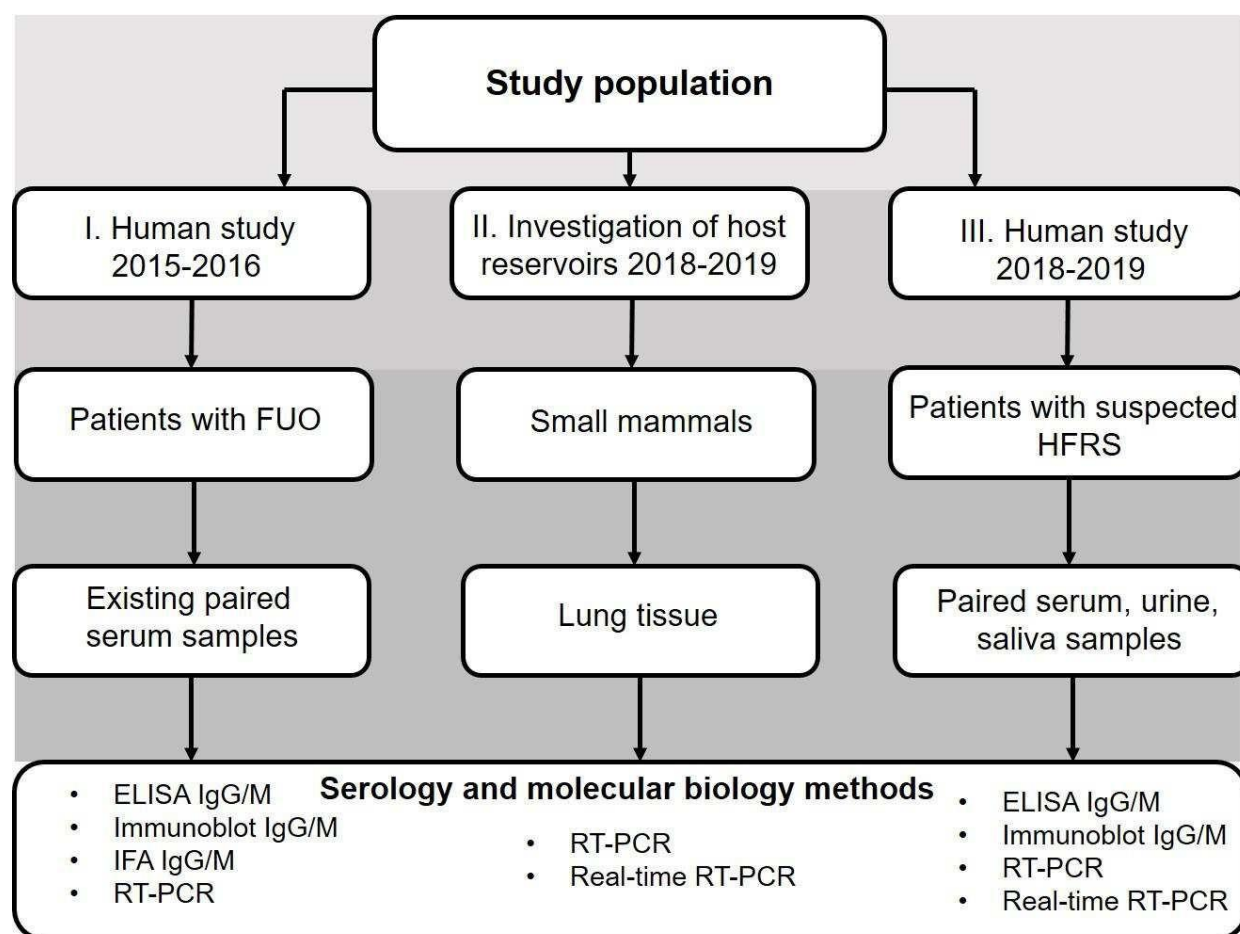 Study population
I. Human study
2015-2016
II. Investigation of host
reservoirs 2018-2019
III. Human study
2018-2019
Patients with FUO
Small mammals
Patients with suspected
HFRS
Existing paired
serum samples
Lung tissue
Paired serum, urine,
saliva samples
Serology and molecular biology methods
• ELISA IgG/M
• Immunoblot IgG/M
• IFA IgG/M
• RT-PCR
• RT-PCR
• Real-time RT-PCR
• ELISA IgG/M
• Immunoblot IgG/M
• RT-PCR
• Real-time RT-PCR